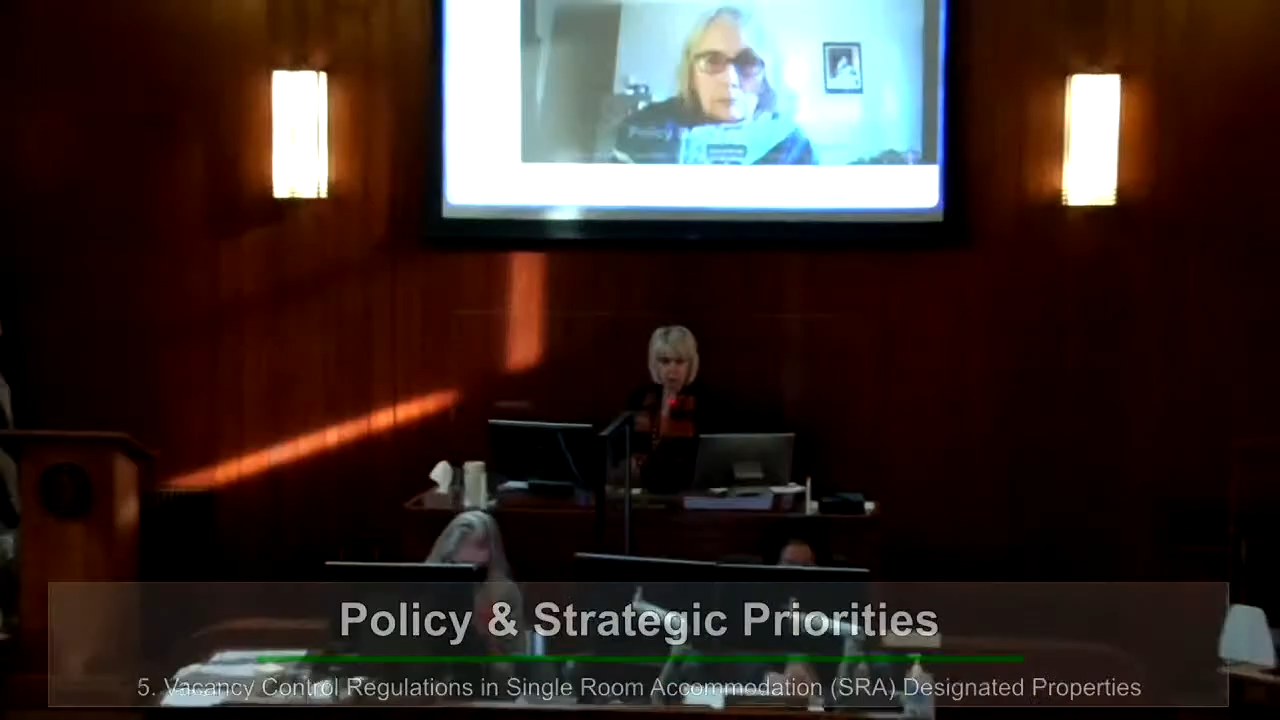 Policy & Strategic Priorities
5. Vacancy Control Regulations in Single Room Accommodation (SRA) Designated Properties